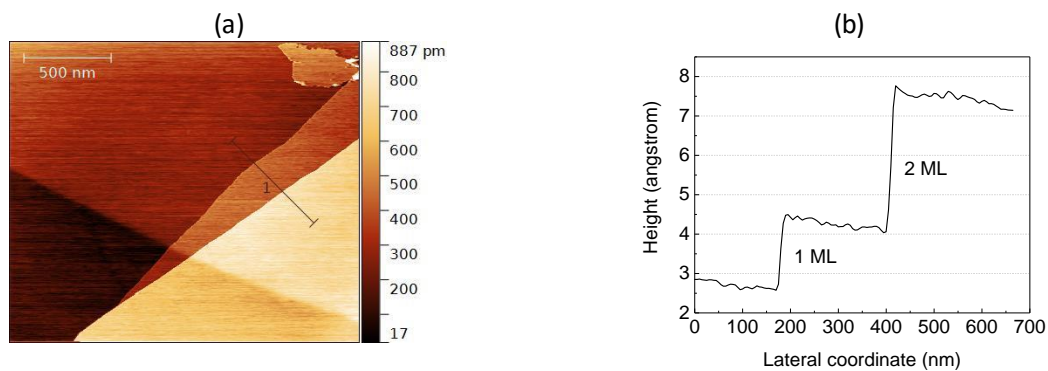 (a)
500 nm
1
887 pm
800
700
600
500
400
300
200
17
(b)
Height (angstrom)
8
7
6
5
4
3
2
2 ML
1 ML
0 100 200 300 400 500 600 700
Lateral coordinate (nm)